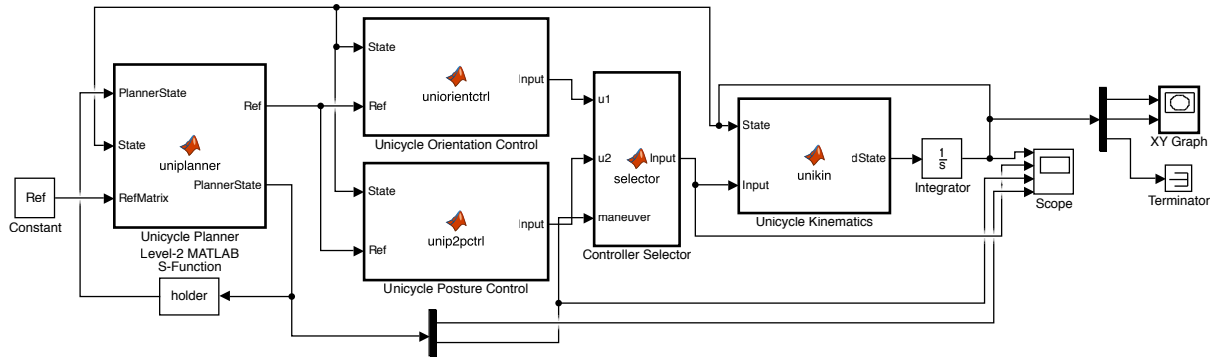 Ref
Constant
PlannerState
State
RefMatrix
Ref
PlannerState
uniplanner
Unicycle Planner
Level-2 MATLAB
S-Function
holder
State
Ref
uniorientctrl
Input
Unicycle Orientation Control
State
Ref
unip2pctrl
Input
Unicycle Posture Control
u1
u2
maneuver
selector
Input
Controller Selector
State
Input
unikin
dState
Unicycle Kinematics
1
s
Integrator
Scope
XY Graph
Terminator